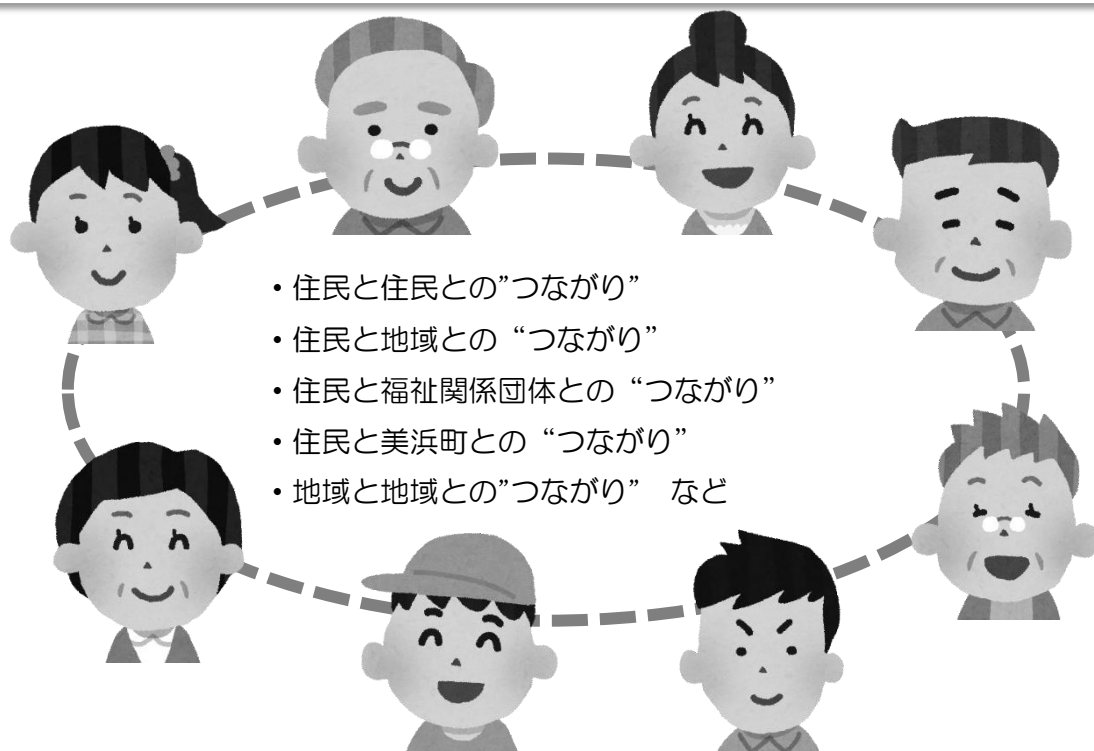 ・住民と住民との”つながり”
・住民と地域との“つながり”
・住民と福祉関係団体との“つながり”
・住民と美浜町との“つながり”
・地域と地域との”つながり”　など